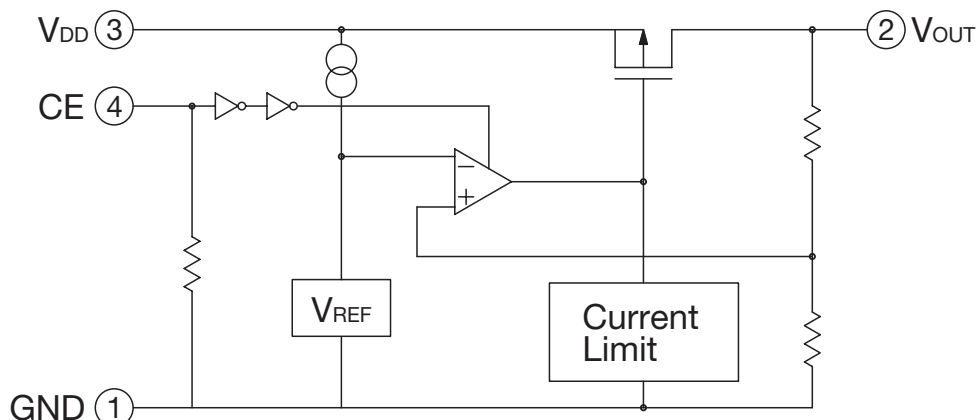 VDD 3
2 VOUT
CE 4
−
+
VREF
Current
Limit
GND 1